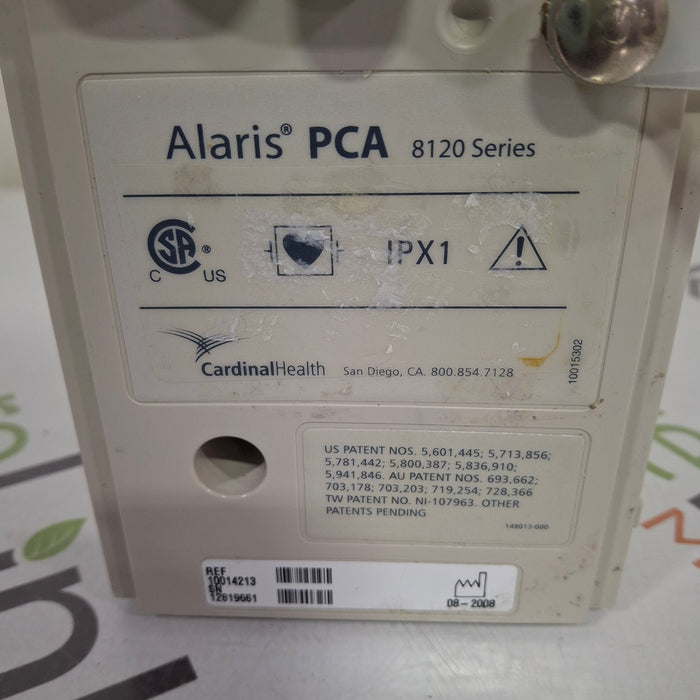 Alaris® PCA 8120 Series
CSA ®
C US
IPX1
CardinalHealth San Diego, CA. 800.854.7128
10015302
US PATENT NOS. 5,601,445; 5,713,856;
5,781,442; 5,800,387; 5,836,910;
5,941,846. AU PATENT NOS. 693,662;
703,178; 703,203; 719,254; 728,366
TW PATENT NO. NI-107963. OTHER
PATENTS PENDING
148013-000
REF
10014213
SN
12619661
08-2008